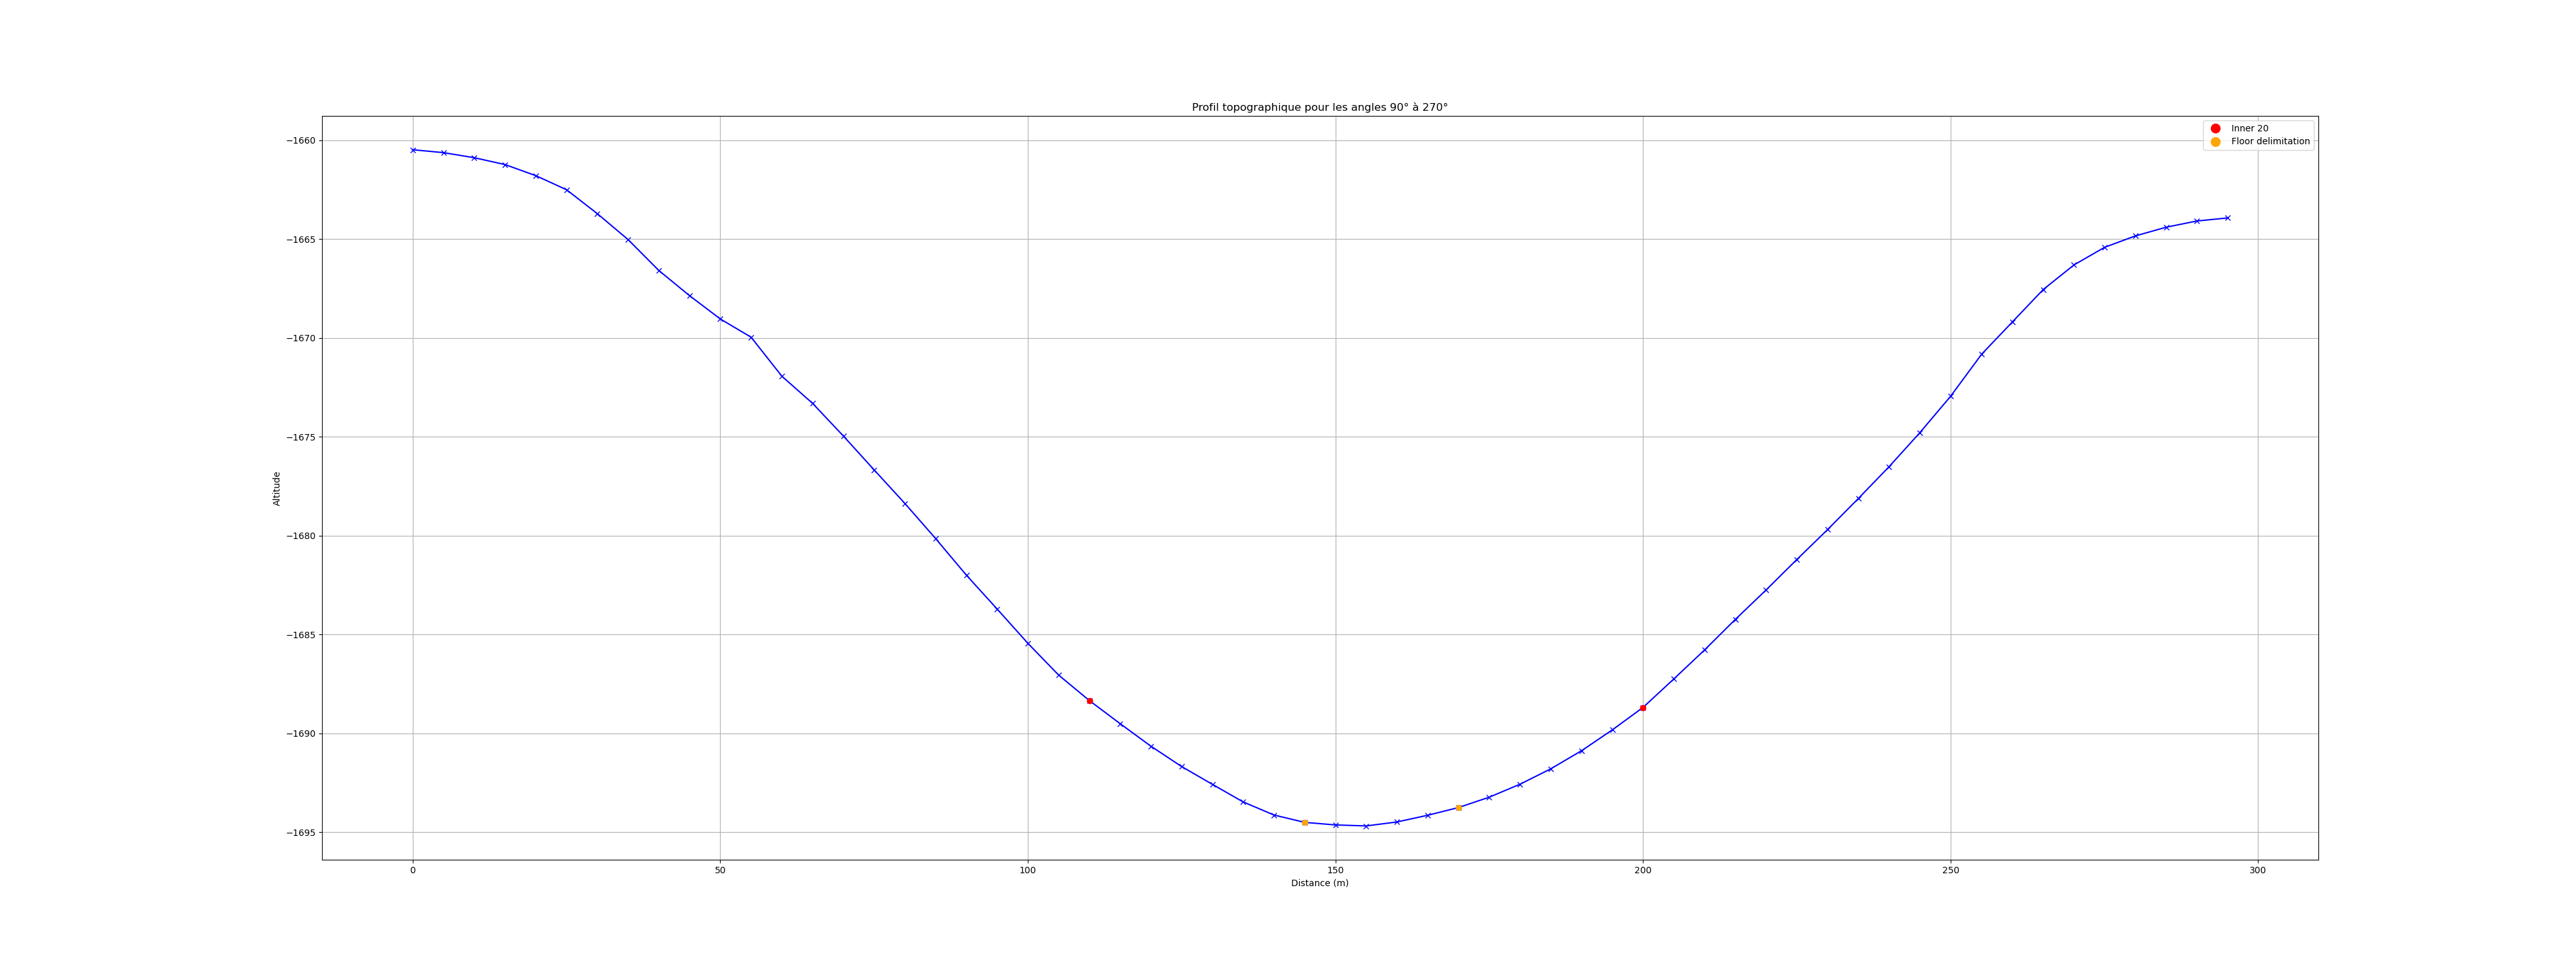 Profil topographique pour les angles 90° à 270°
Inner 20
Floor delimitation
−1660
−1665
−1670
−1675
−1680
−1685
−1690
−1695
Altitude
0 50 100 150 200 250 300
Distance (m)